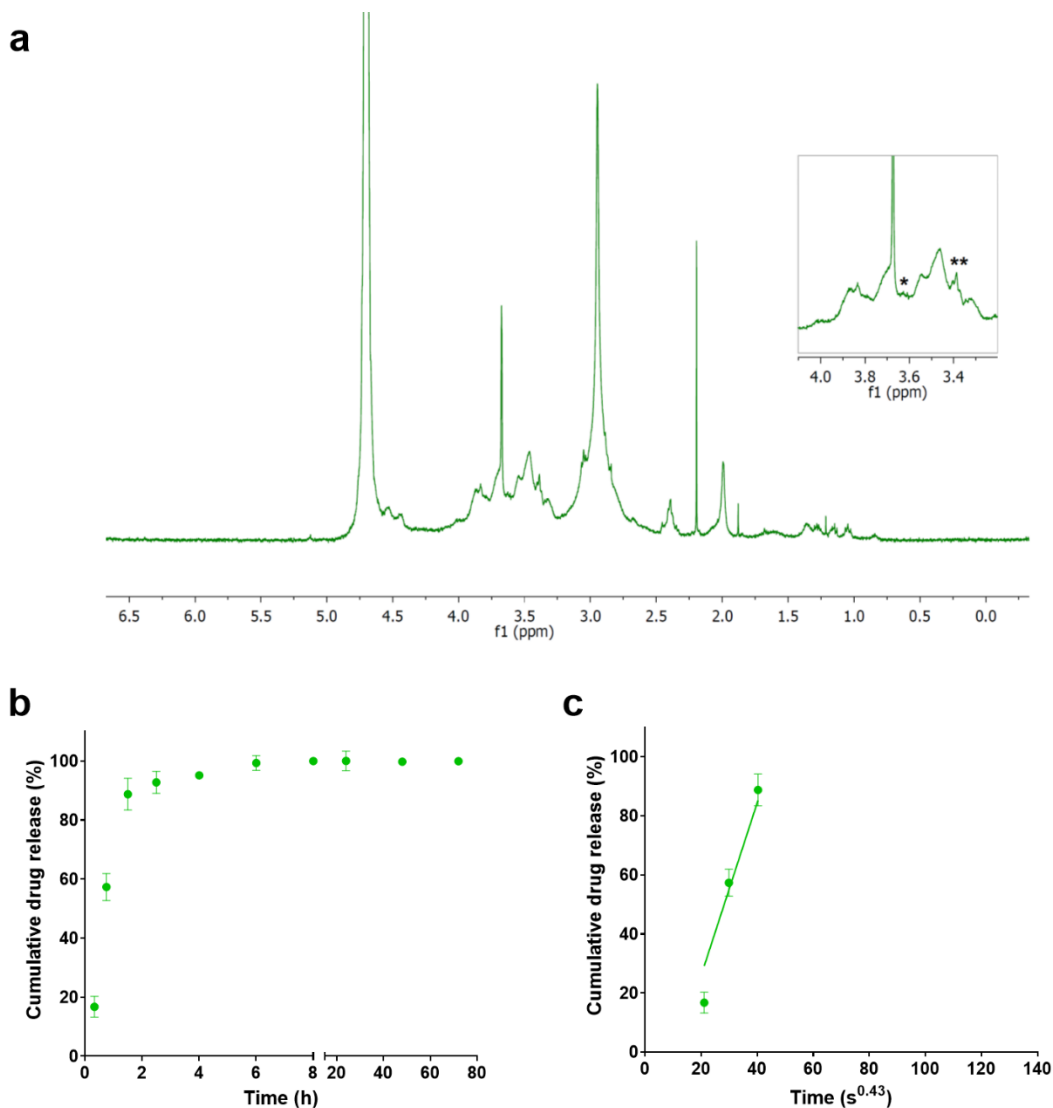 a
*
**
4.0 3.8 3.6 3.4
f1 (ppm)
6.5 6.0 5.5 5.0 4.5 4.0 3.5 3.0 2.5 2.0 1.5 1.0 0.5 0.0
f1 (ppm)
b
Cumulative drug release (%)
100
80
60
40
20
0
0 2 4 6 8 20 40 60 80
Time (h)
c
Cumulative drug release (%)
100
80
60
40
20
0
0 20 40 60 80 100 120 140
Time (s^0.43)